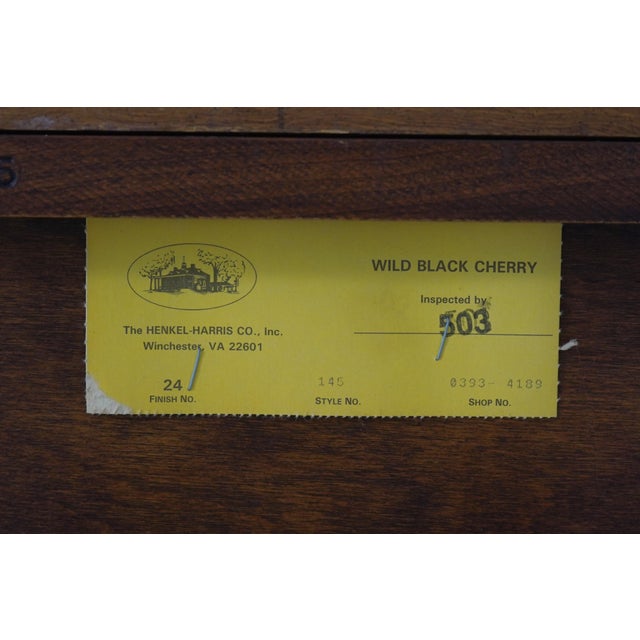 5
WILD BLACK CHERRY
Inspected by
503
The HENKEL-HARRIS CO., Inc.
Winchester, VA 22601
24 145 0393- 4189
FINISH NO. STYLE NO. SHOP NO.